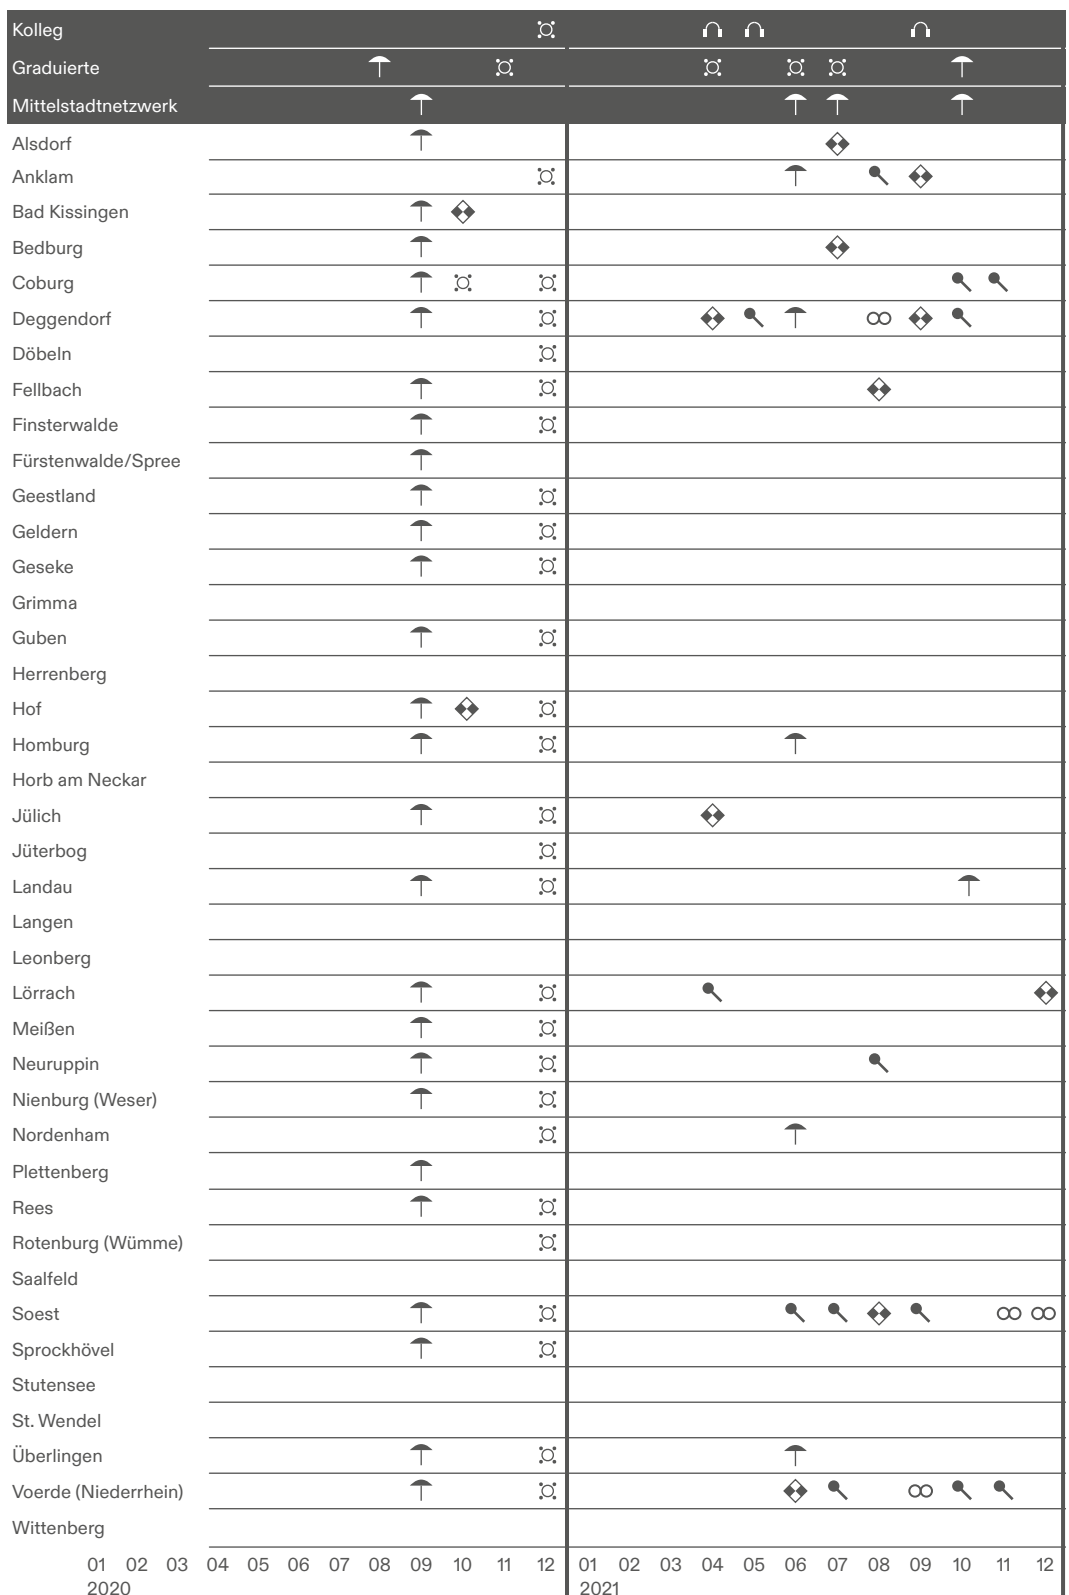 Kolleg
Graduierte
Mittelstadtnetzwerk
Alsdorf
Anklam
Bad Kissingen
Bedburg
Coburg
Deggendorf
Döbeln
Fellbach
Finsterwalde
Fürstenwalde/Spree
Geestland
Geldern
Geseke
Grimma
Guben
Herrenberg
Hof
Homburg
Horb am Neckar
Jülich
Jüterbog
Landau
Langen
Leonberg
Lörrach
Meißen
Neuruppin
Nienburg (Weser)
Nordenham
Plettenberg
Rees
Rotenburg (Wümme)
Saalfeld
Soest
Sprockhövel
Stutensee
St. Wendel
Überlingen
Voerde (Niederrhein)
Wittenberg
01 02 03 04 05 06 07 08 09 10 11 12 01 02 03 04 05 06 07 08 09 10 11 12
2020 2021